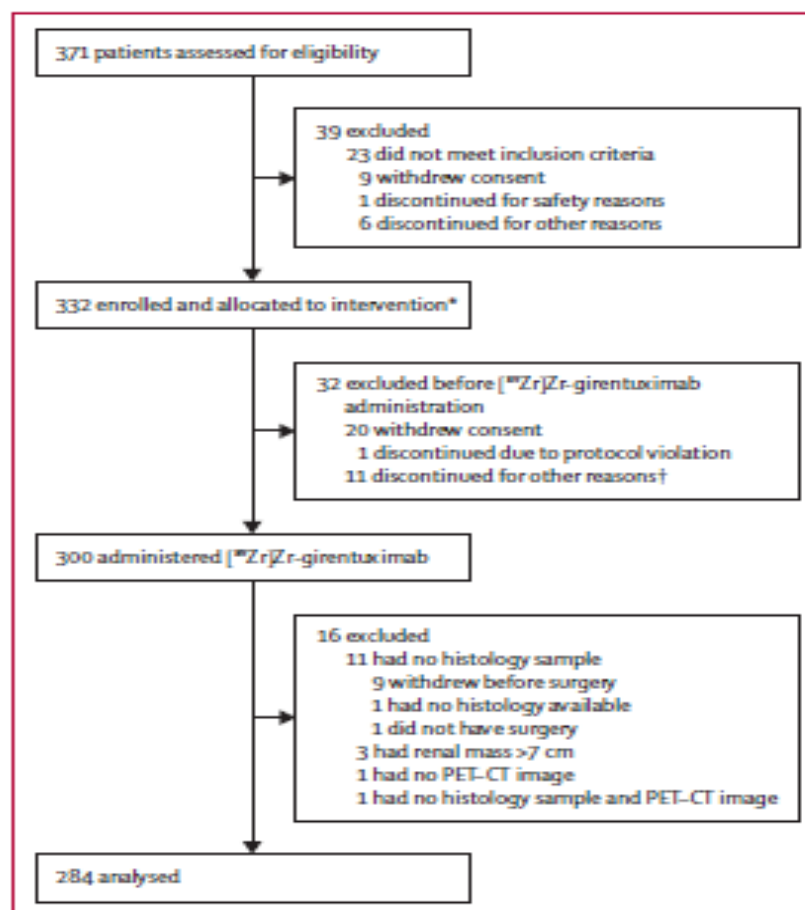 371 patients assessed for eligibility
39 excluded
23 did not meet inclusion criteria
9 withdrew consent
1 discontinued for safety reasons
6 discontinued for other reasons
332 enrolled and allocated to intervention*
32 excluded before [⁸⁹Zr]Zr-girentuximab
administration
20 withdrew consent
1 discontinued due to protocol violation
11 discontinued for other reasons†
300 administered [⁸⁹Zr]Zr-girentuximab
16 excluded
11 had no histology sample
9 withdrew before surgery
1 had no histology available
1 did not have surgery
3 had renal mass >7 cm
1 had no PET–CT image
1 had no histology sample and PET–CT image
284 analysed